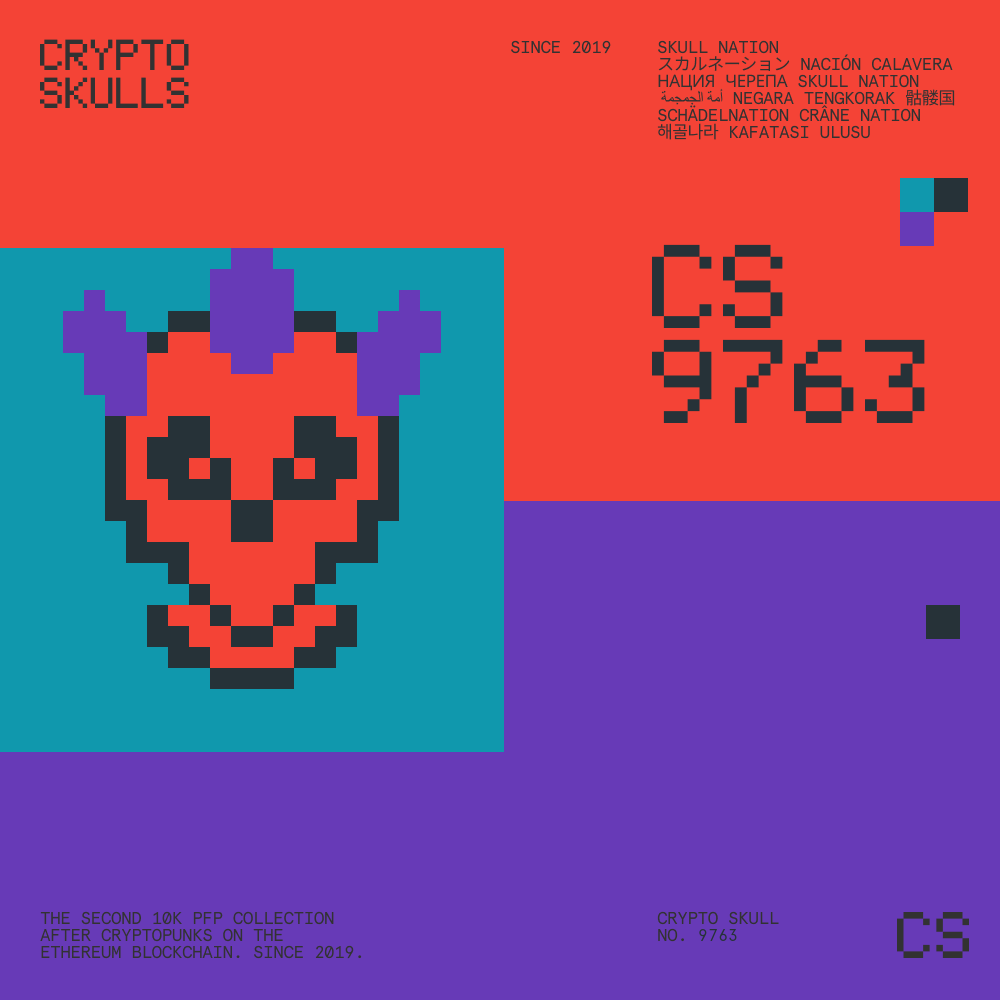 CRYPTO
SKULLS
SINCE 2019
SKULL NATION
スカルネーション NACIÓN CALAVERA
НАЦИЯ ЧЕРЕПА SKULL NATION
أمة الجمجمة NEGARA TENGKORAK 骷髅国
SCHÄDELNATION CRÂNE NATION
해골나라 KAFATASI ULUSU
CS
9763
THE SECOND 10K PFP COLLECTION
AFTER CRYPTOPUNKS ON THE
ETHEREUM BLOCKCHAIN. SINCE 2019.
CRYPTO SKULL
NO. 9763
CS